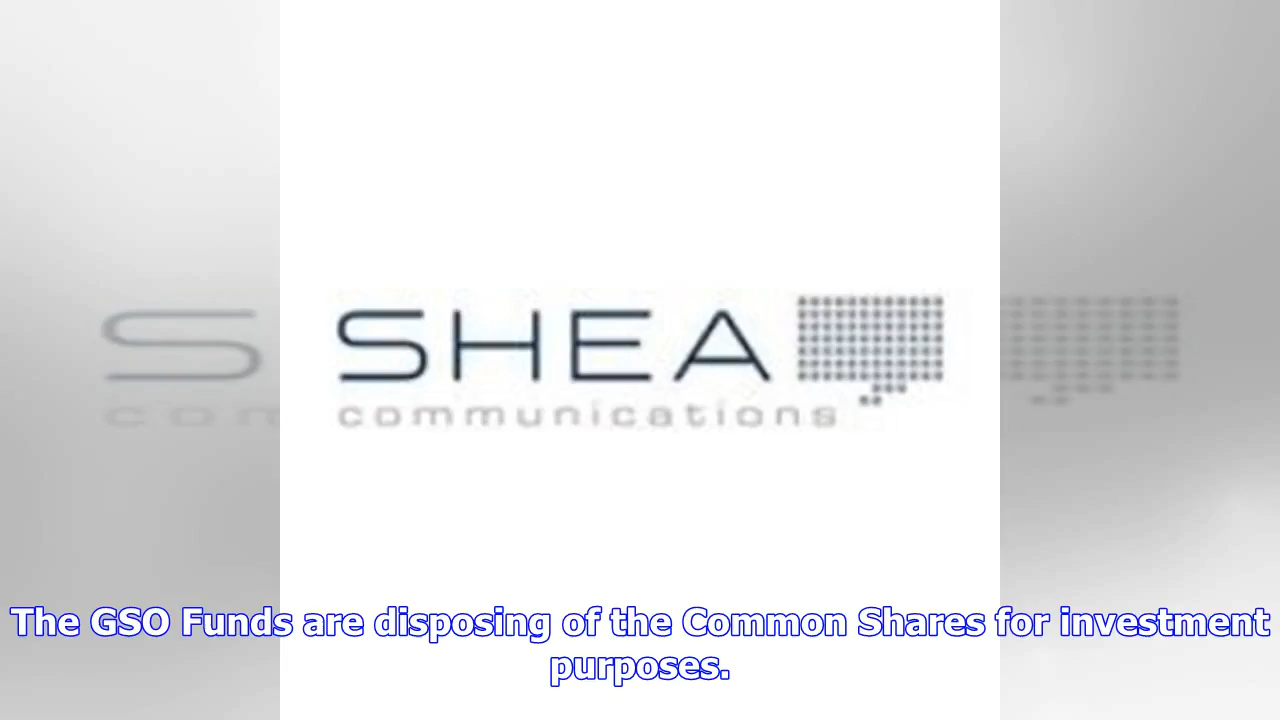 SHEA
communications
The GSO Funds are disposing of the Common Shares for investment
purposes.